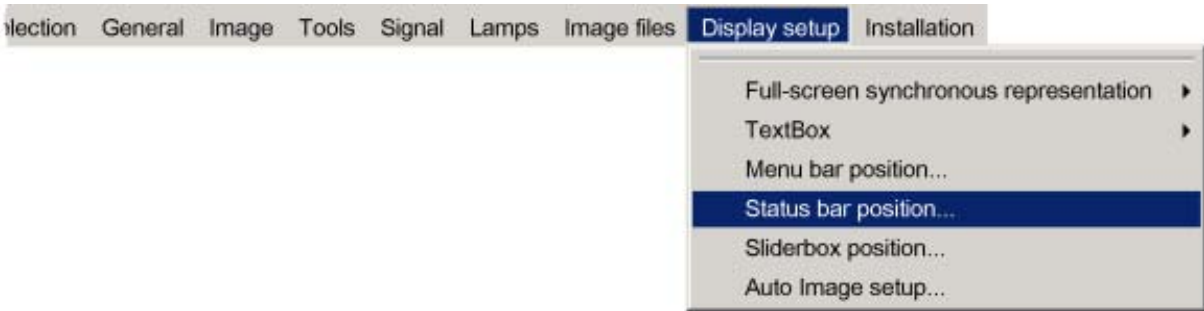 General Image Tools Signal Lamps Image files Display setup Installation
Full-screen synchronous representation
TextBox
Menu bar position...
Status bar position...
Sliderbox position...
Auto Image setup...